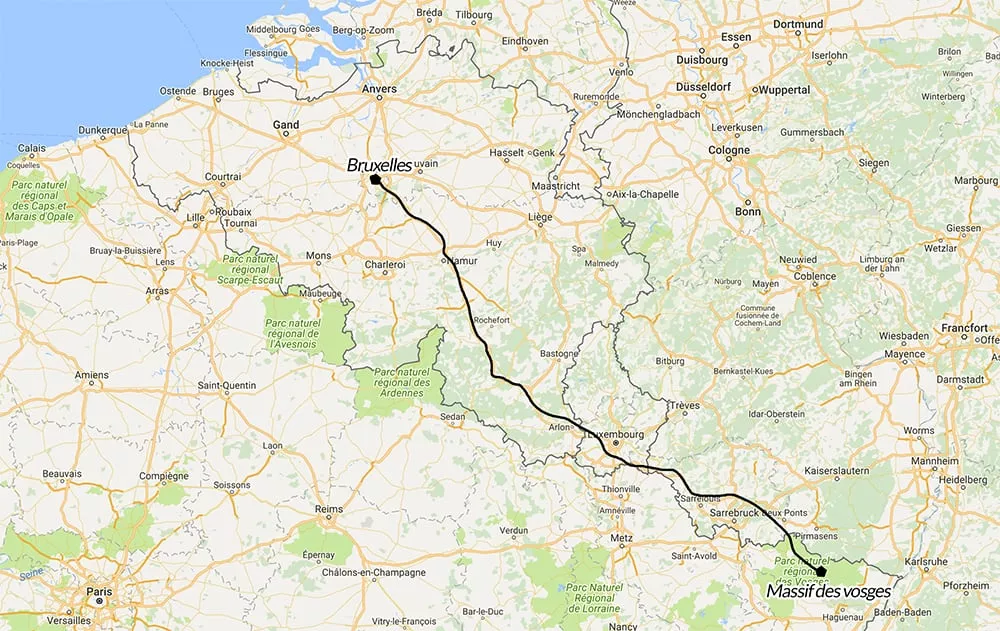 Bréda
Tilbourg
Weeze
Dortmund
Middelbourg Goes
Berg-op-Zoom
Essen
Eindhoven
Iserlohn
Flessingue
Duisbourg
Brilon
Knocke-Heist
Venlo
Willingen
Ostende
Bruges
Anvers
Düsseldorf
Wuppertal
Ruremonde
Winterberg
Mönchengladbach
Dunkerque
La Panne
Gand
Leverkusen
Gummersbach
Calais
Coquelles
Bruxelles
uvain
Hasselt
Genk
Cologne
Siegen
Courtrai
Maastricht
Aix-la-Chapelle
Marbourg
Parc naturel
régional
des Caps et
Marais d'Opale
Roubaix
Lille
Tournai
Liège
Bonn
Giessen
Paris-Plage
Bruay-la-Buissière
Lens
Mons
Huy
Spa
Wetzlar
Namur
Charleroi
Malmedy
Neuwied
Limburg an
der Lahn
Parc naturel
régional
Scarpe-Escaut
Coblence
Nürburg
Mayen
Arras
Maubeuge
Rochefort
Commune
fusionnée de
Cochem-Land
Parc naturel
régional de
l'Avesnois
Francfort
Wiesbaden
Offe
Mayence
Bastogne
Bitburg
Bernkastel-Kues
Bingen
am Rhein
Darmstadt
Amiens
Saint-Quentin
Parc naturel
régional des
Ardennes
Trèves
Idar-Oberstein
Sedan
Arlon
Luxembourg
Worms
Laon
Mannheim
Beauvais
Compiègne
Kaiserslautern
Heidelberg
Soissons
Thionville
Sarrelouis
Reims
Amnéville
Sarrebruck
Deux Ponts
Verdun
Metz
Pirmasens
Épernay
Saint-Avold
Karlsruhe
Châlons-en-Champagne
Parc naturel
régional
des Vosges
Seine
Paris
Parc Naturel
Régional
de Lorraine
Massif des vosges
Pforzheim
Versailles
Bar-le-Duc
Haguenau
Baden-Baden
Vitry-le-François
Nancy